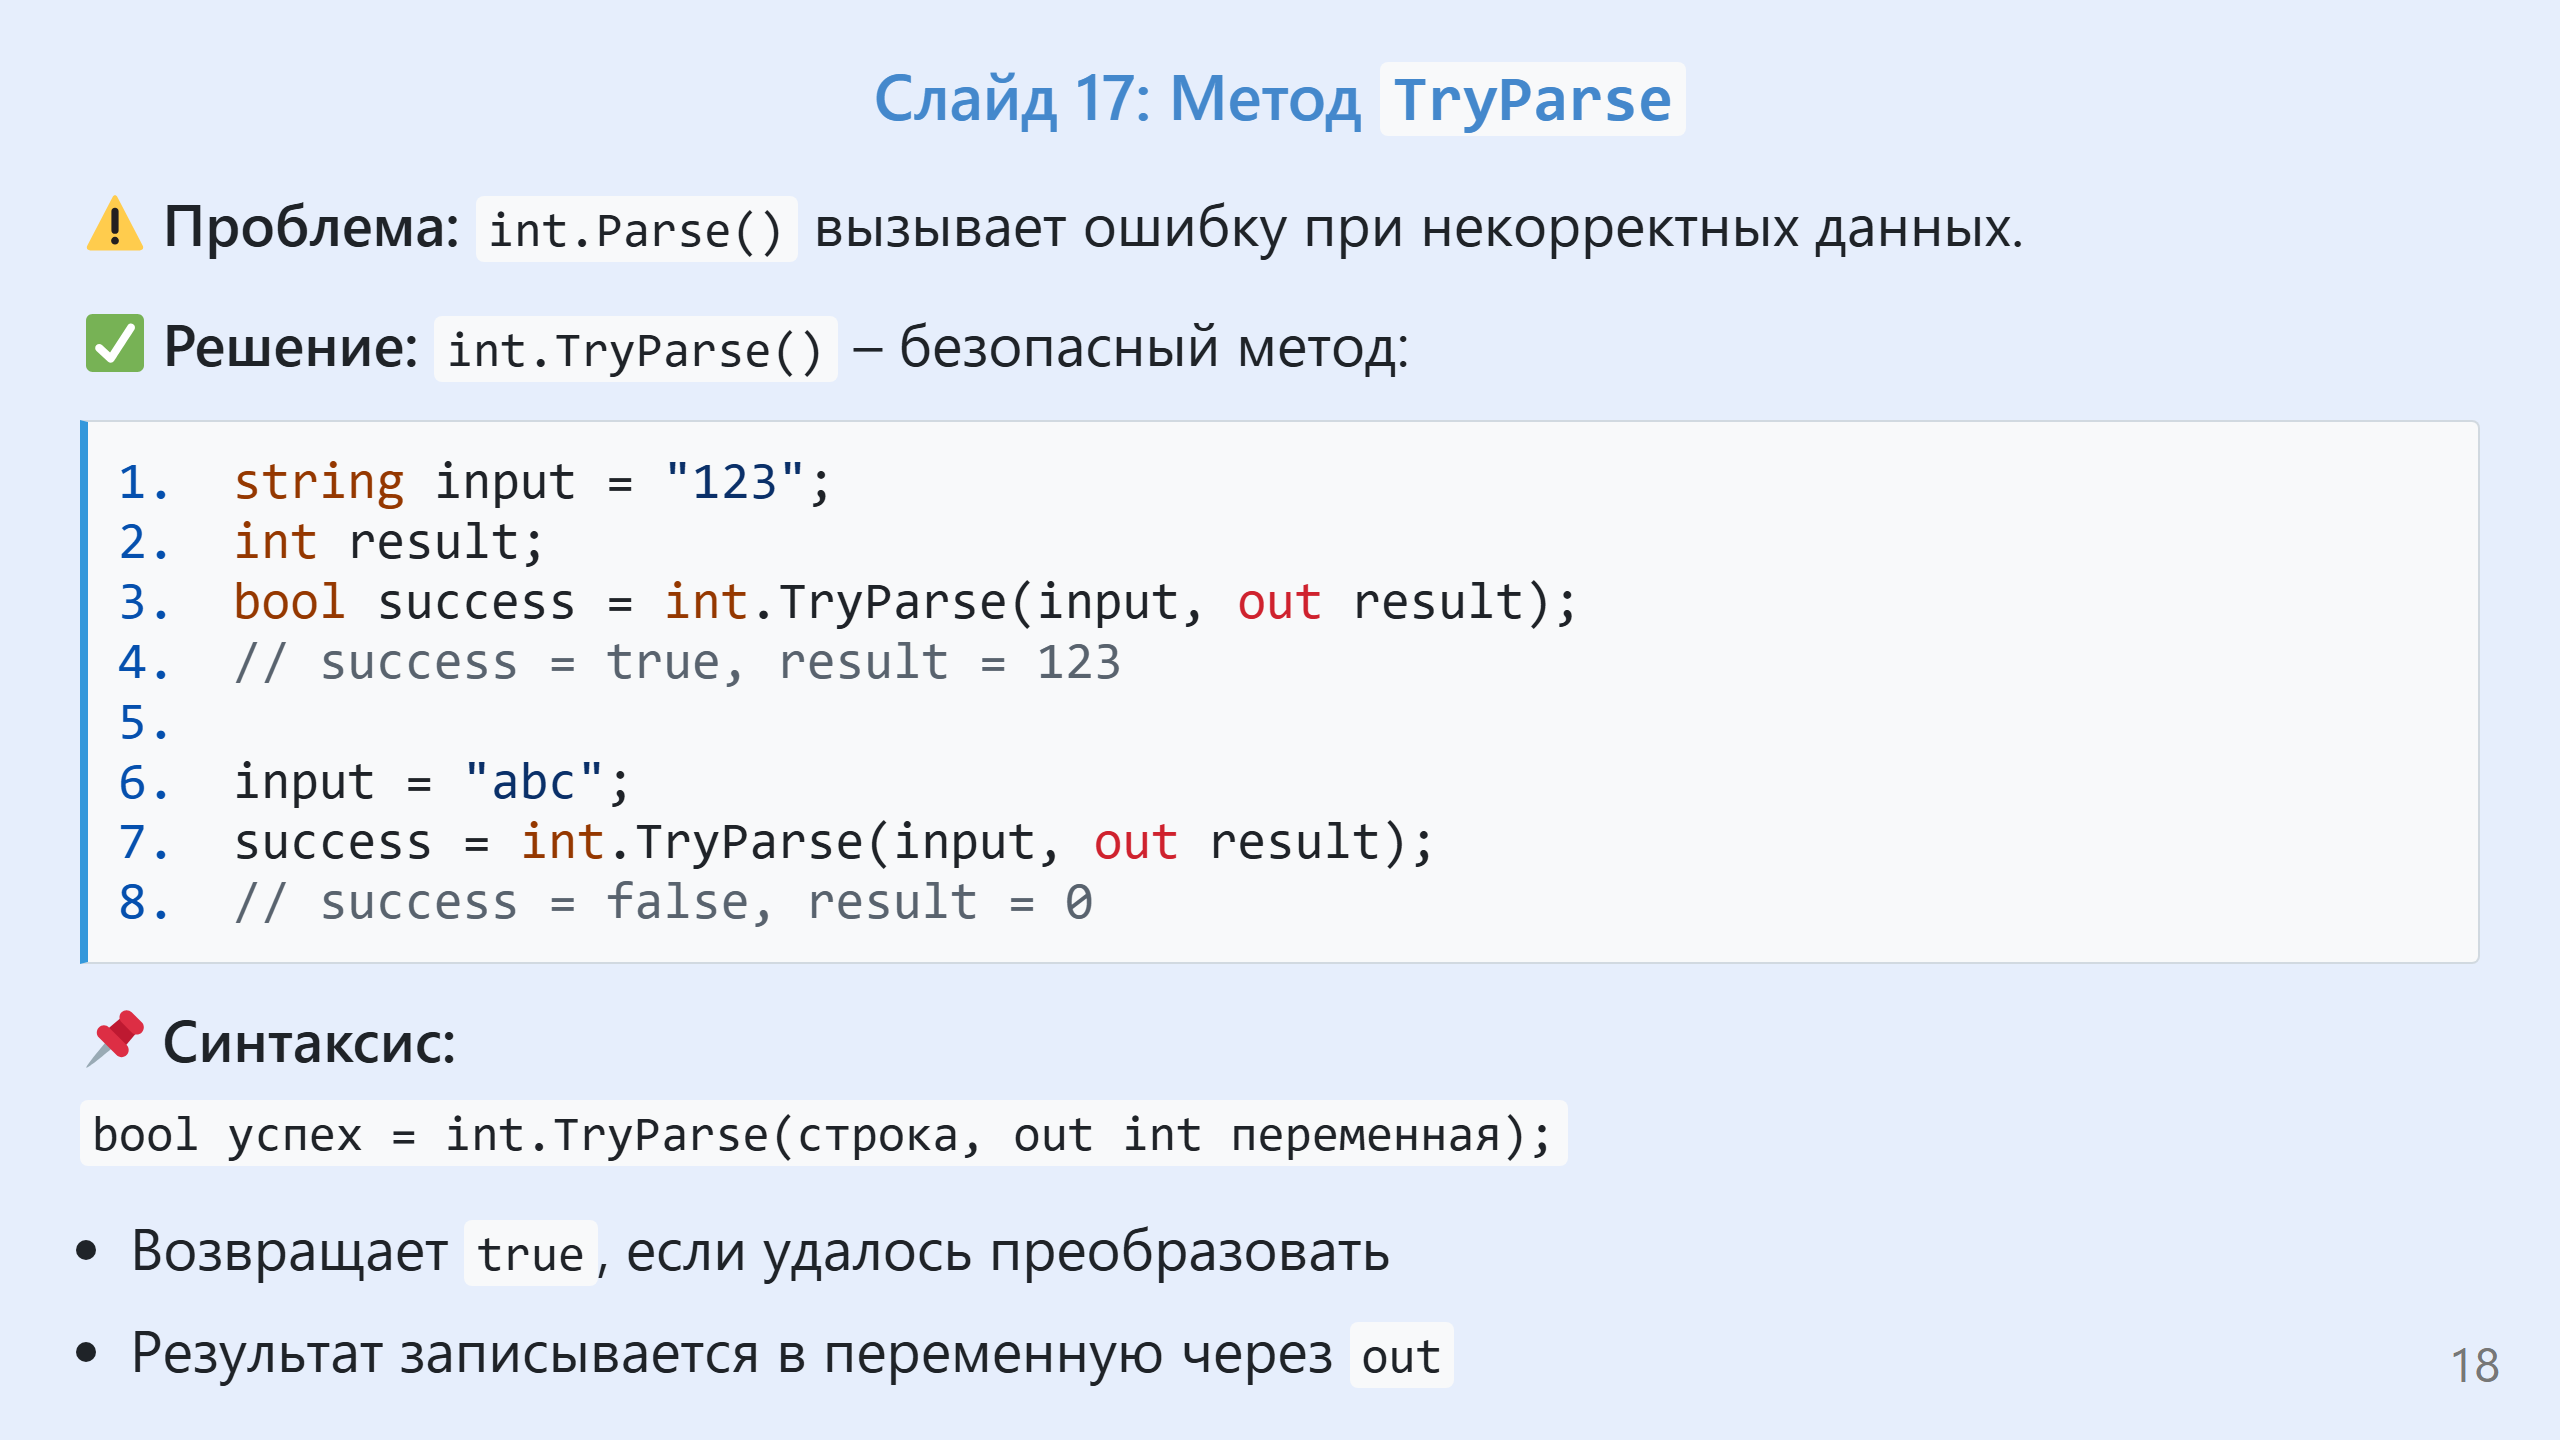 Слайд 17: Метод TryParse
⚠️ Проблема: int.Parse() вызывает ошибку при некорректных данных.
✅ Решение: int.TryParse() – безопасный метод:
1. string input = "123";
2. int result;
3. bool success = int.TryParse(input, out result);
4. // success = true, result = 123
5.
6. input = "abc";
7. success = int.TryParse(input, out result);
8. // success = false, result = 0
📌 Синтаксис:
bool успех = int.TryParse(строка, out int переменная);
• Возвращает true, если удалось преобразовать
• Результат записывается в переменную через out
18